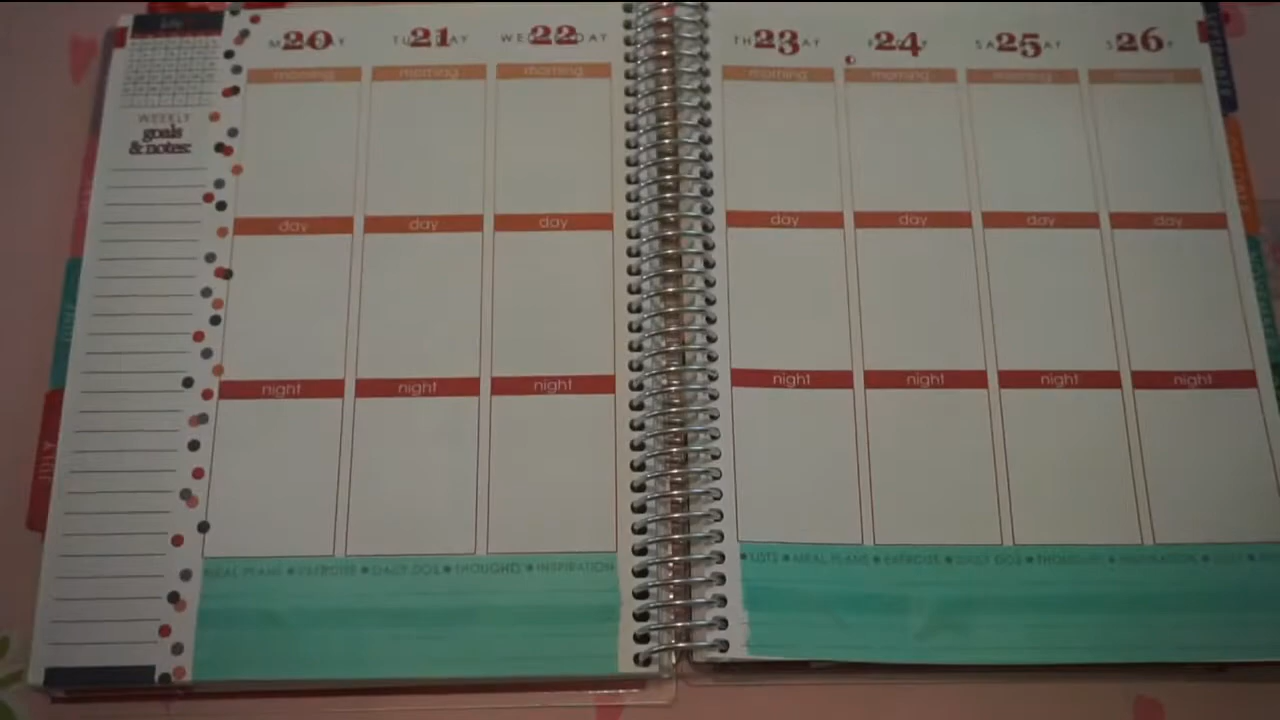 20 21 22 23 24 25 26
morning morning morning morning morning morning morning
WEEKLY
goals
& notes:
day day day day day day day
night night night night night night night
JULY
MEAL PLANS ★ EXERCISE ★ DAILY DOS ★ THOUGHTS ★ INSPIRATION
★ LISTS ★ MEAL PLANS ★ EXERCISE ★ DAILY DOS ★ THOUGHTS ★ INSPIRATION ★